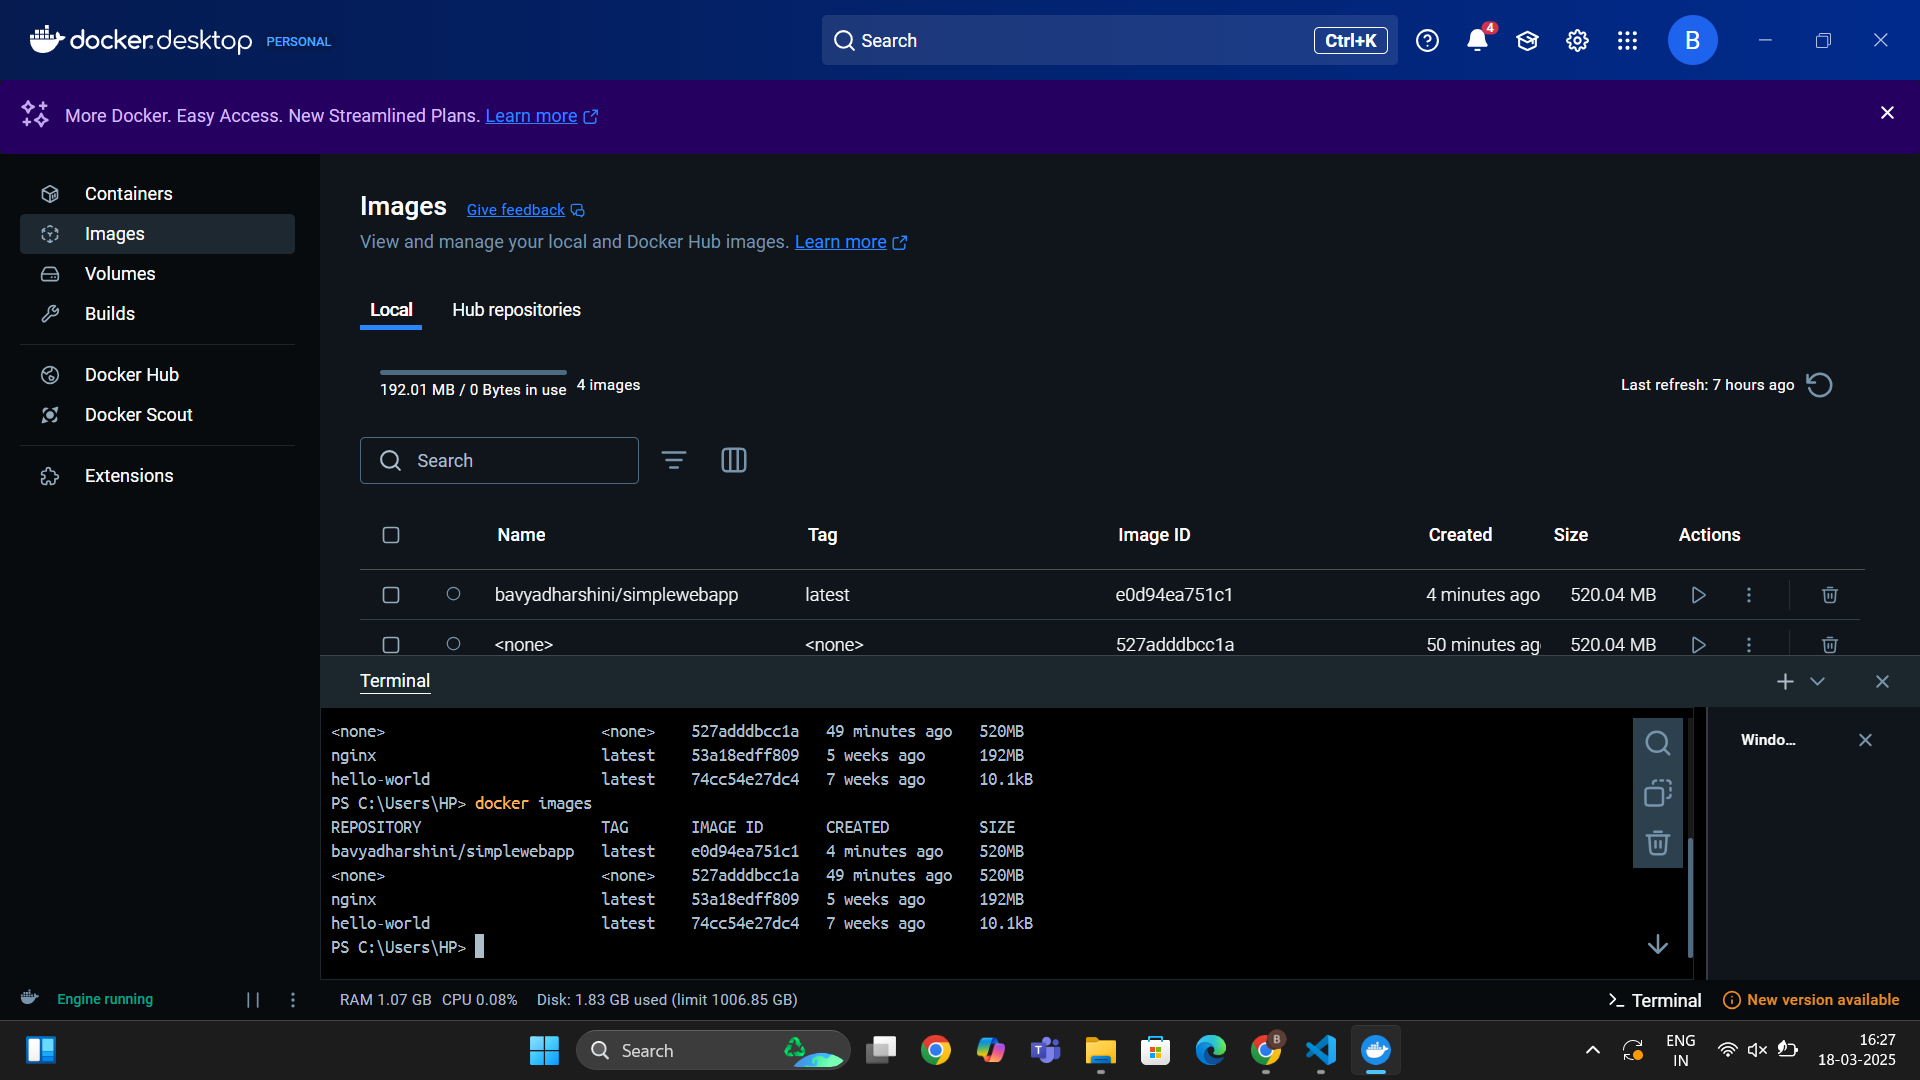 docker.desktop PERSONAL
Search Ctrl+K
4
B
More Docker. Easy Access. New Streamlined Plans. Learn more
Containers
Images
Volumes
Builds
Docker Hub
Docker Scout
Extensions
Images Give feedback
View and manage your local and Docker Hub images. Learn more
Local Hub repositories
192.01 MB / 0 Bytes in use 4 images
Last refresh: 7 hours ago
Search
Name Tag Image ID Created Size Actions
bavyadharshini/simplewebapp latest e0d94ea751c1 4 minutes ago 520.04 MB
<none> <none> 527adddbcc1a 50 minutes ag 520.04 MB
Terminal
Windo...
<none> <none> 527adddbcc1a 49 minutes ago 520MB
nginx latest 53a18edff809 5 weeks ago 192MB
hello-world latest 74cc54e27dc4 7 weeks ago 10.1kB
PS C:\Users\HP> docker images
REPOSITORY TAG IMAGE ID CREATED SIZE
bavyadharshini/simplewebapp latest e0d94ea751c1 4 minutes ago 520MB
<none> <none> 527adddbcc1a 49 minutes ago 520MB
nginx latest 53a18edff809 5 weeks ago 192MB
hello-world latest 74cc54e27dc4 7 weeks ago 10.1kB
PS C:\Users\HP>
Engine running
RAM 1.07 GB CPU 0.08% Disk: 1.83 GB used (limit 1006.85 GB)
Terminal New version available
Search
B
ENG
IN
16:27
18-03-2025